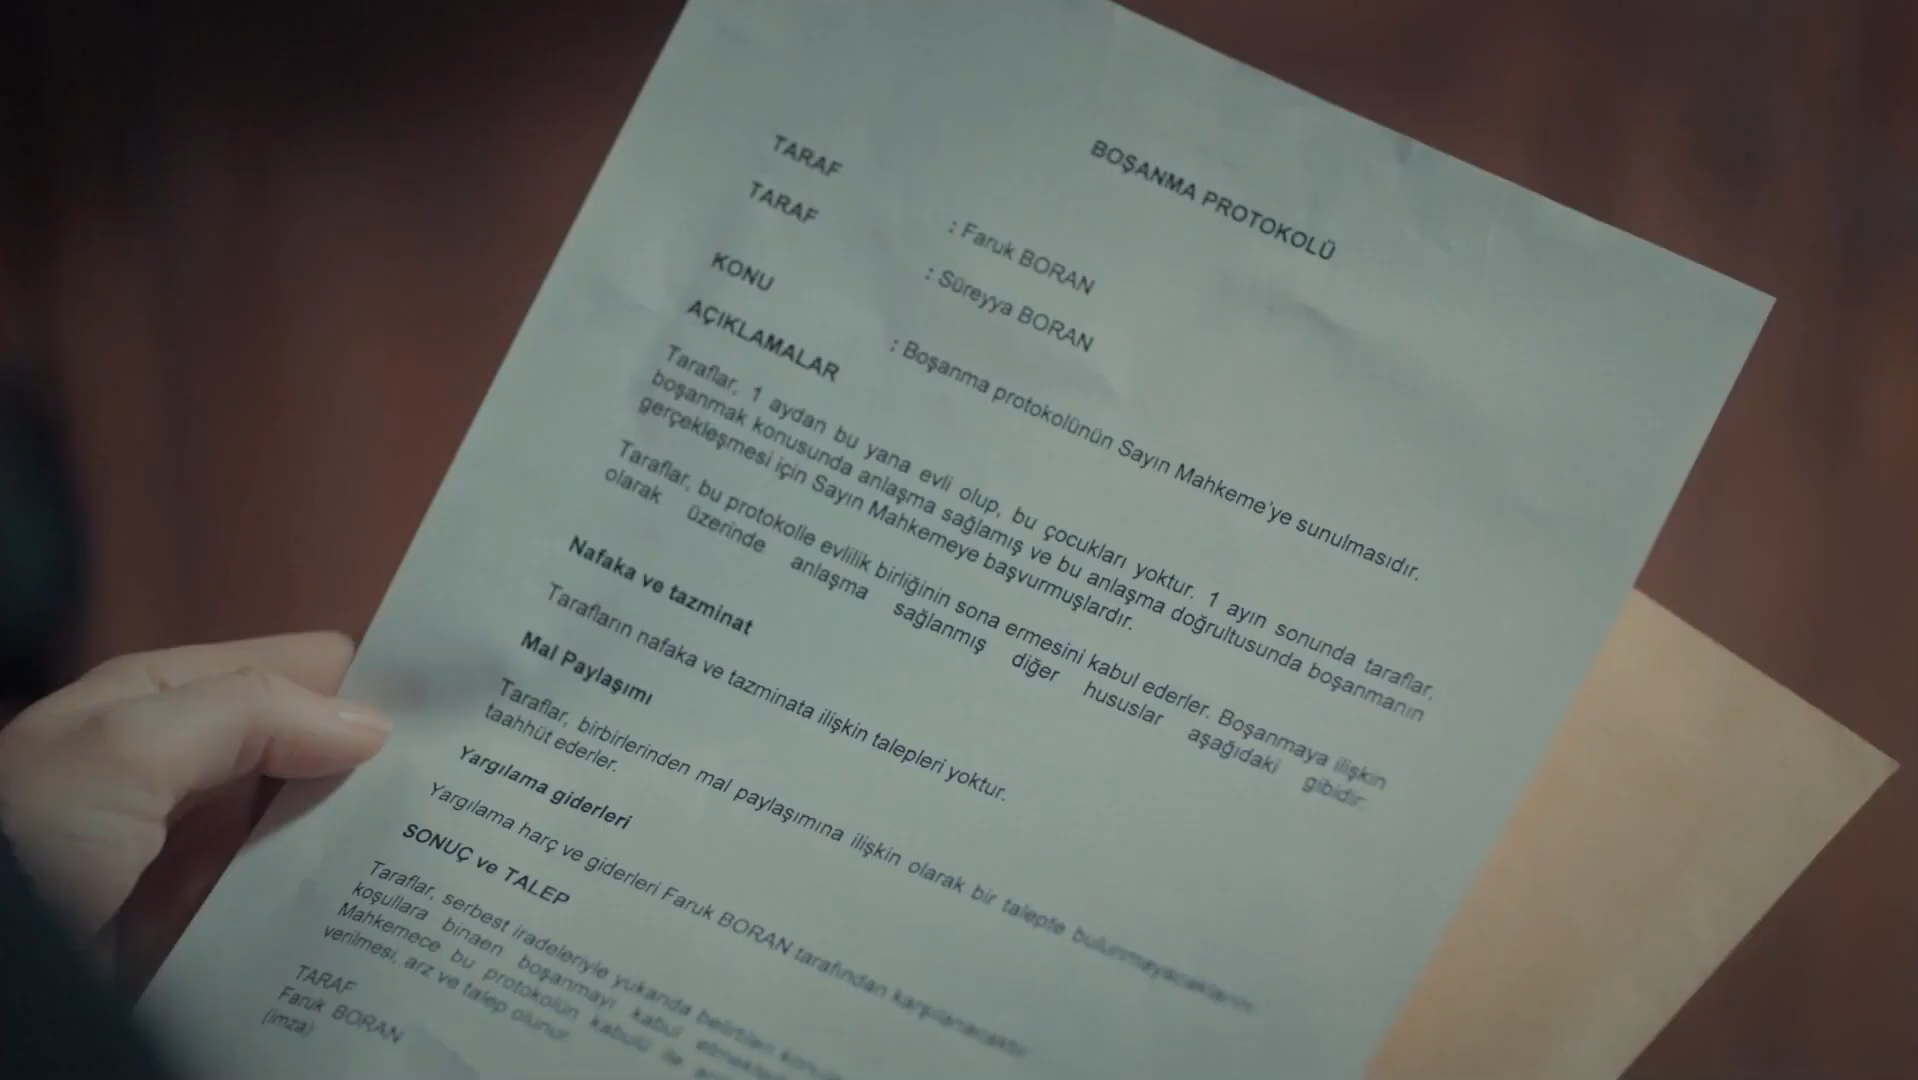 BOŞANMA PROTOKOLÜ
TARAF : Faruk BORAN
TARAF : Süreyya BORAN
KONU : Boşanma protokolünün Sayın Mahkeme'ye sunulmasıdır.
AÇIKLAMALAR
Taraflar, 1 aydan bu yana evli olup, bu çocukları yoktur. 1 ayın sonunda taraflar,
boşanmak konusunda anlaşma sağlamış ve bu anlaşma doğrultusunda boşanmanın
gerçekleşmesi için Sayın Mahkemeye başvurmuşlardır.
Taraflar, bu protokolle evlilik birliğinin sona ermesini kabul ederler. Boşanmaya ilişkin
olarak üzerinde anlaşma sağlanmış diğer hususlar aşağıdaki gibidir:
Nafaka ve tazminat
Tarafların nafaka ve tazminata ilişkin talepleri yoktur.
Mal Paylaşımı
Taraflar, birbirlerinden mal paylaşımına ilişkin olarak bir talepte bulunmayacaklarını
taahhüt ederler.
Yargılama giderleri
Yargılama harç ve giderleri Faruk BORAN tarafından karşılanacaktır.
SONUÇ ve TALEP
Taraflar, serbest iradeleriyle yukarıda belirtilen
koşullara binaen boşanmayı kabul
Mahkemece bu protokolün kabulü ile
verilmesi, arz ve talep olunur
TARAF
Faruk BORAN
(imza)